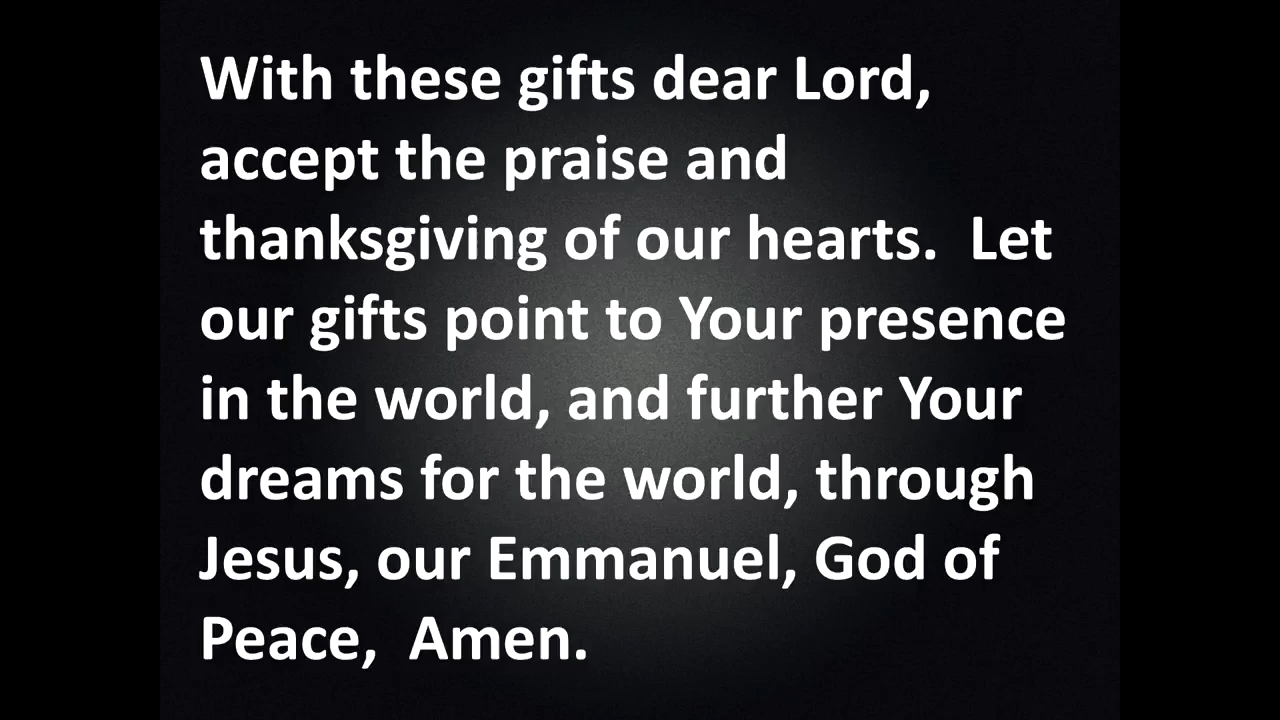 With these gifts dear Lord,
accept the praise and
thanksgiving of our hearts.  Let
our gifts point to Your presence
in the world, and further Your
dreams for the world, through
Jesus, our Emmanuel, God of
Peace,  Amen.